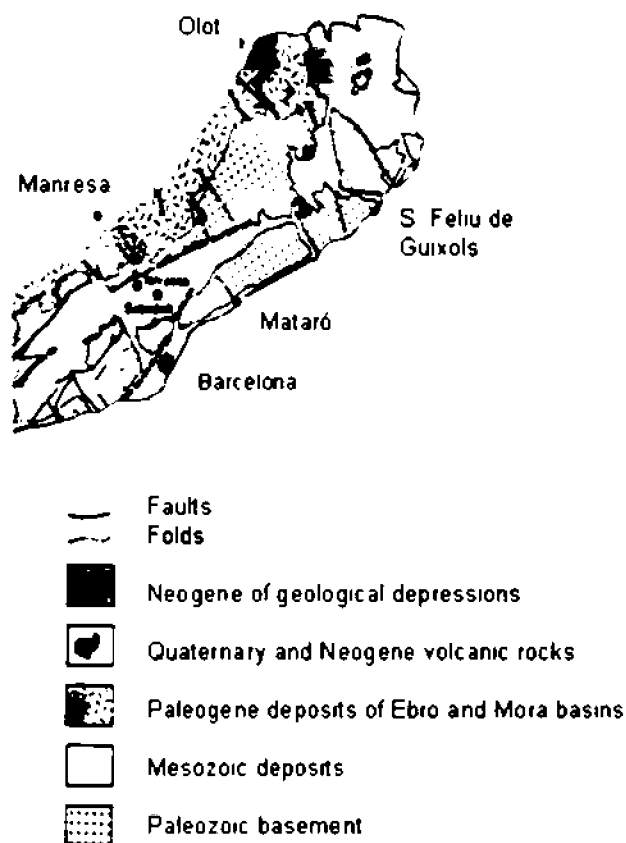 Olot
Manresa
S Feliu de
Guixols
Mataró
Barcelona
Faults
Folds
Neogene of geological depressions
Quaternary and Neogene volcanic rocks
Paleogene deposits of Ebro and Mora basins
Mesozoic deposits
Paleozoic basement